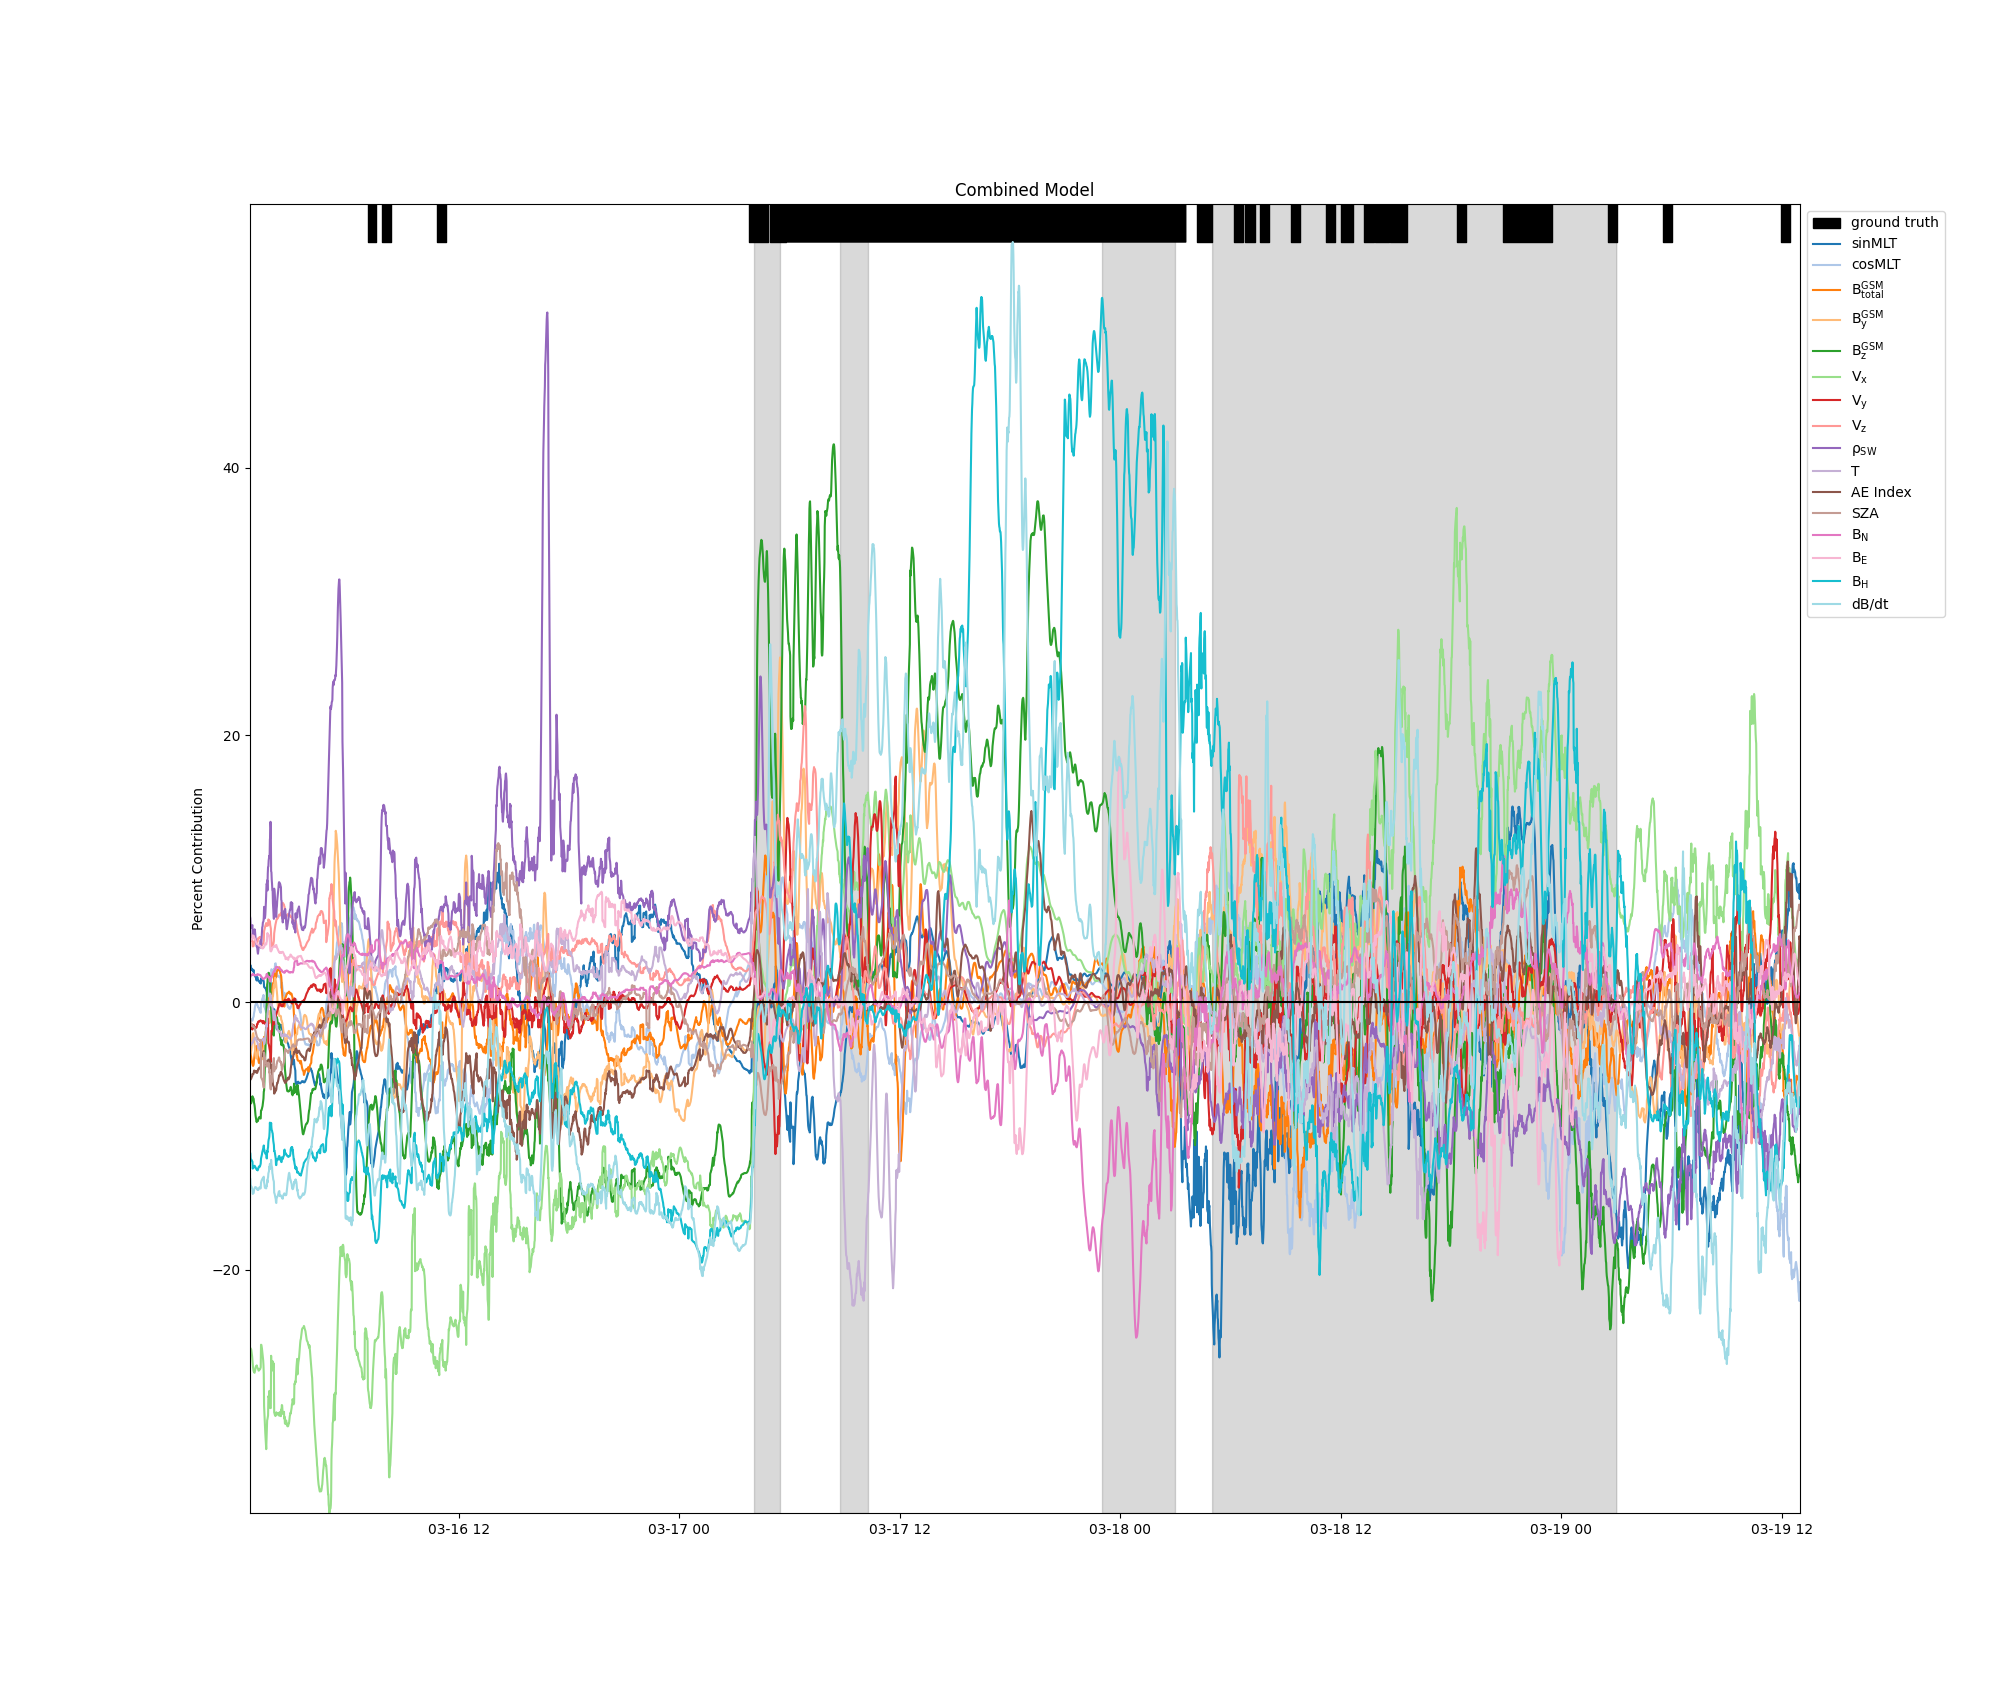 Combined Model
Percent Contribution
40
20
0
−20
03-16 12
03-17 00
03-17 12
03-18 00
03-18 12
03-19 00
03-19 12
ground truth
sinMLT
cosMLT
B_total^GSM
B_y^GSM
B_z^GSM
V_x
V_y
V_z
ρ_SW
T
AE Index
SZA
B_N
B_E
B_H
dB/dt